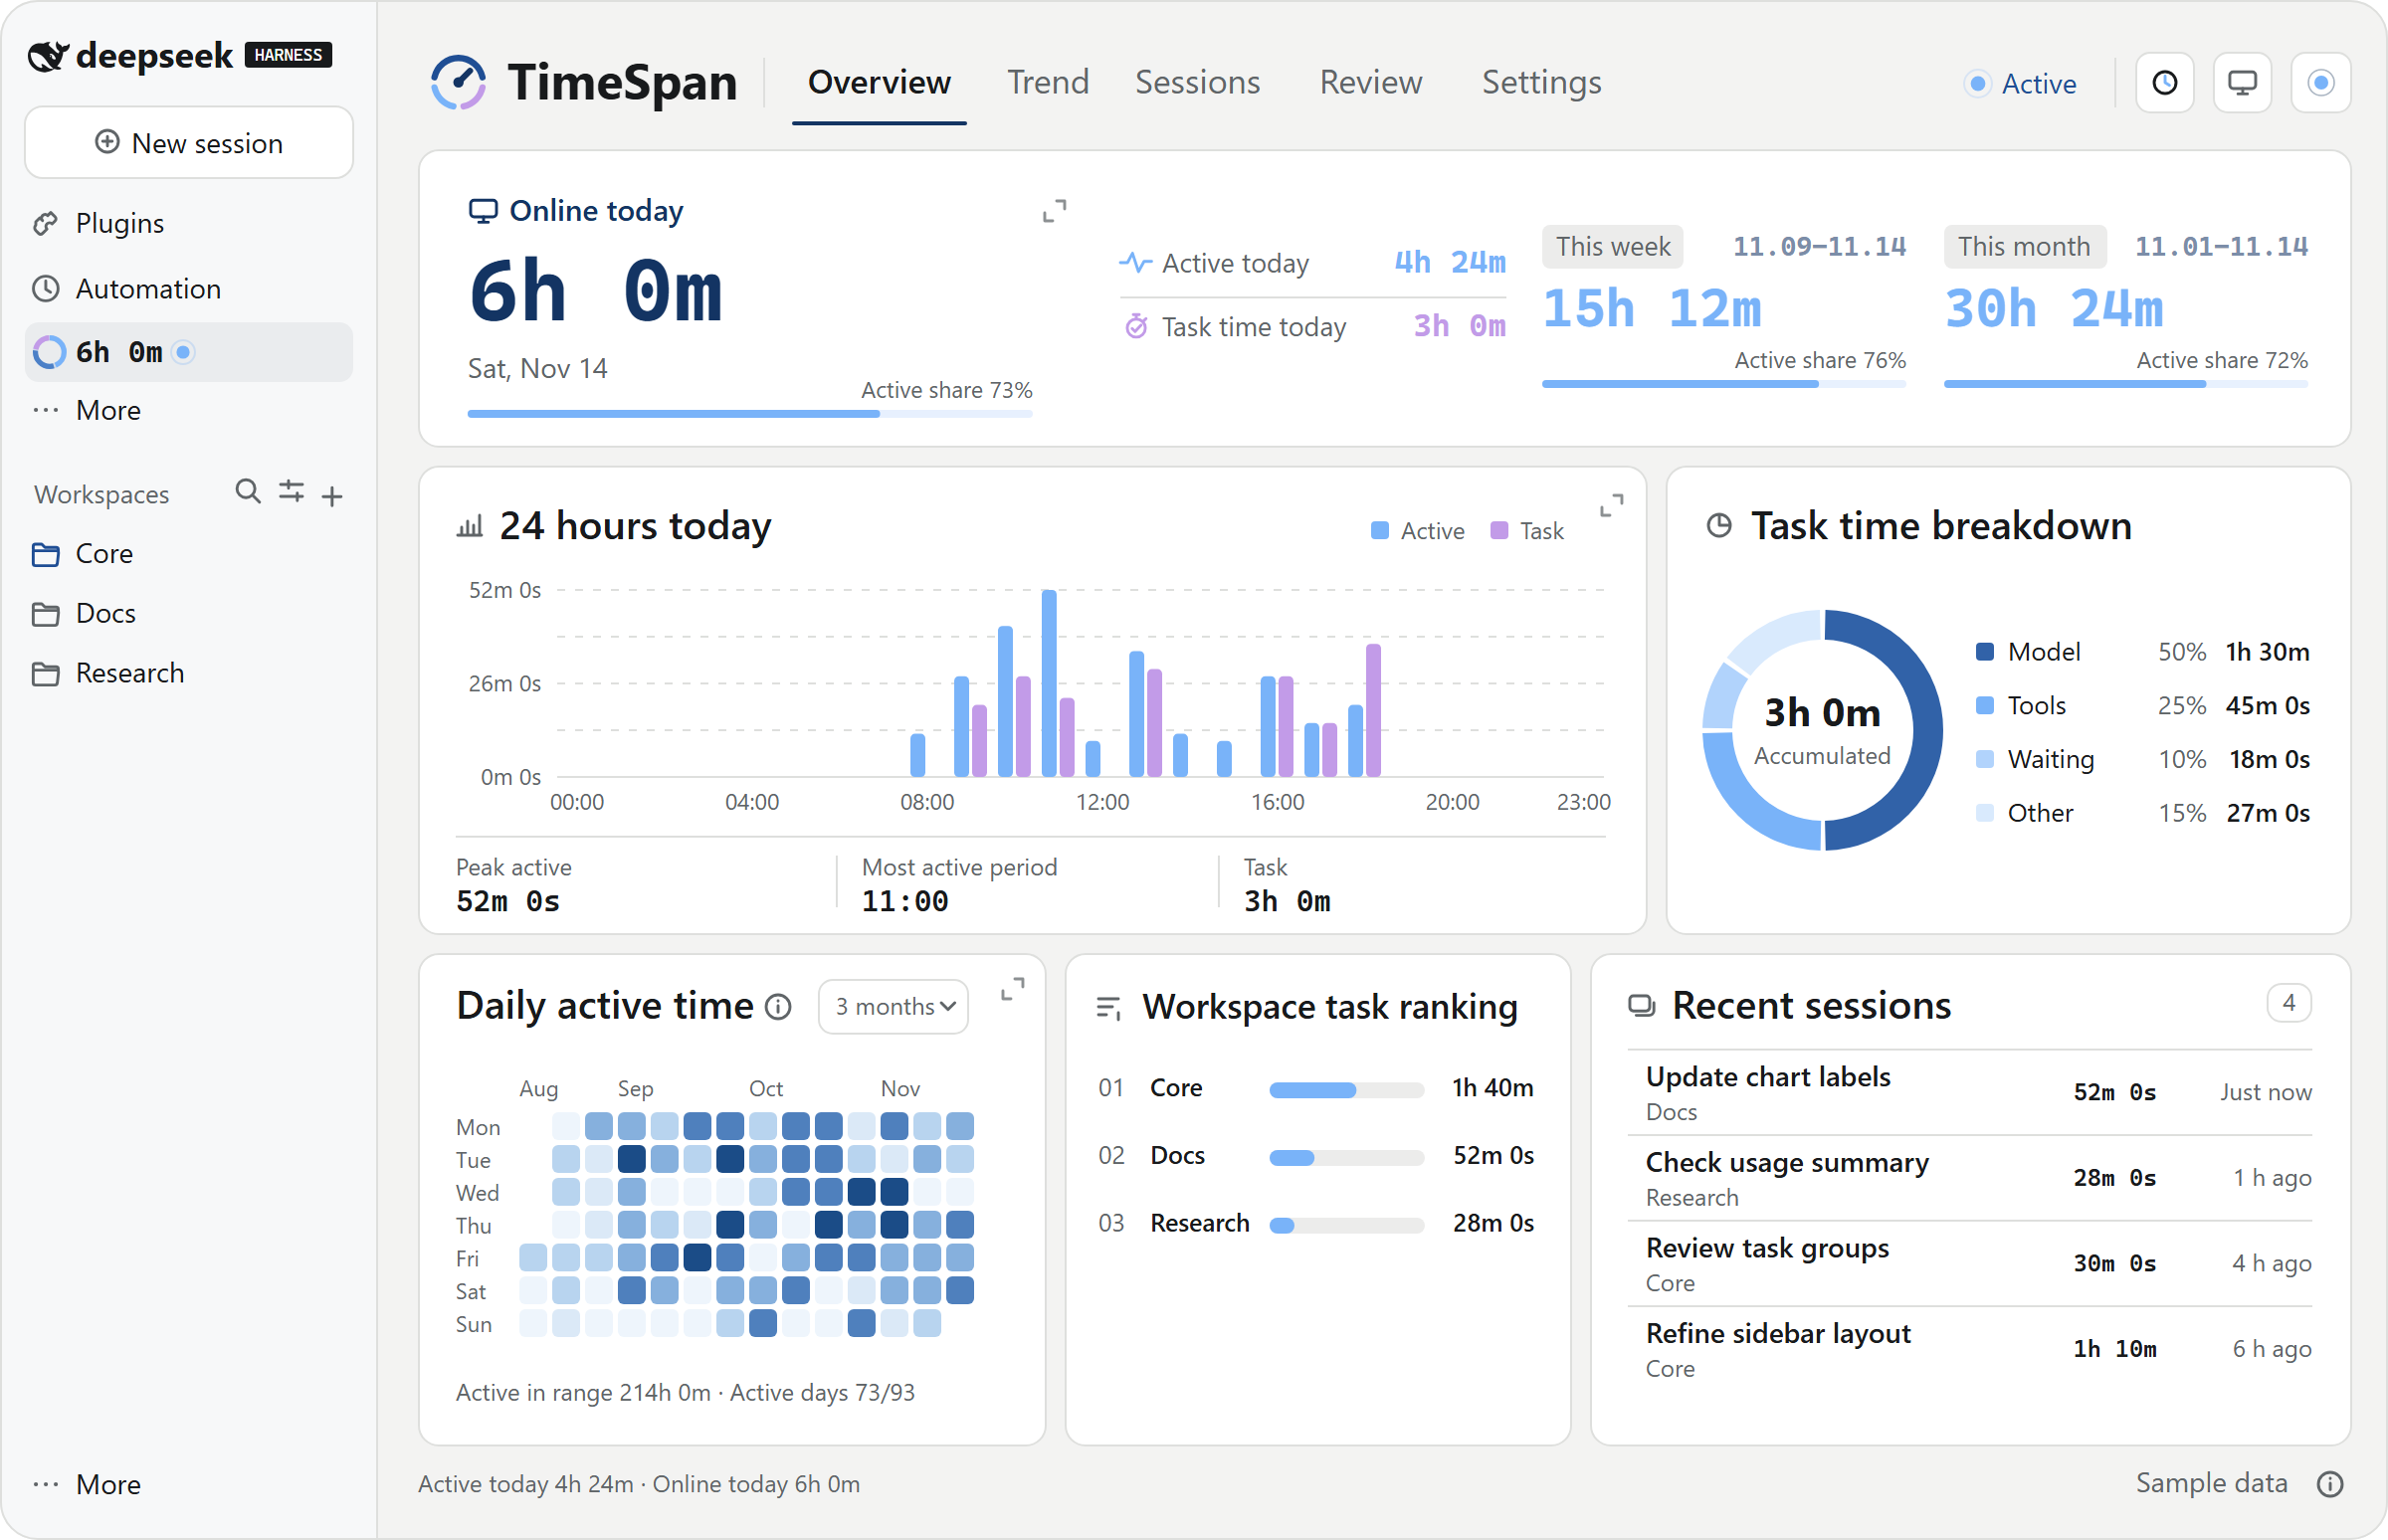 deepseek HARNESS
New session
Plugins
Automation
6h 0m
More
Workspaces
Core
Docs
Research
More
TimeSpan
Overview
Trend
Sessions
Review
Settings
Active
Online today
6h 0m
Sat, Nov 14
Active share 73%
Active today 4h 24m
Task time today 3h 0m
This week 11.09–11.14
15h 12m
Active share 76%
This month 11.01–11.14
30h 24m
Active share 72%
24 hours today
Active Task
52m 0s
26m 0s
0m 0s
00:00 04:00 08:00 12:00 16:00 20:00 23:00
Peak active
52m 0s
Most active period
11:00
Task
3h 0m
Task time breakdown
3h 0m
Accumulated
Model 50% 1h 30m
Tools 25% 45m 0s
Waiting 10% 18m 0s
Other 15% 27m 0s
Daily active time
3 months
Aug Sep Oct Nov
Mon
Tue
Wed
Thu
Fri
Sat
Sun
Active in range 214h 0m · Active days 73/93
Workspace task ranking
01 Core 1h 40m
02 Docs 52m 0s
03 Research 28m 0s
Recent sessions 4
Update chart labels
Docs
52m 0s Just now
Check usage summary
Research
28m 0s 1 h ago
Review task groups
Core
30m 0s 4 h ago
Refine sidebar layout
Core
1h 10m 6 h ago
Active today 4h 24m · Online today 6h 0m
Sample data